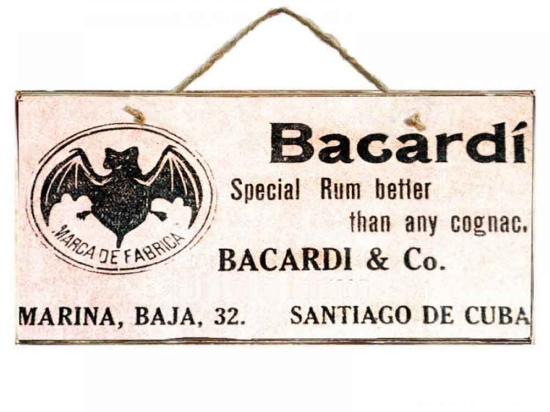 Bacardí
Special Rum better
than any cognac.
MARCA DE FABRICA
BACARDI & Co.
MARINA, BAJA, 32. SANTIAGO DE CUBA